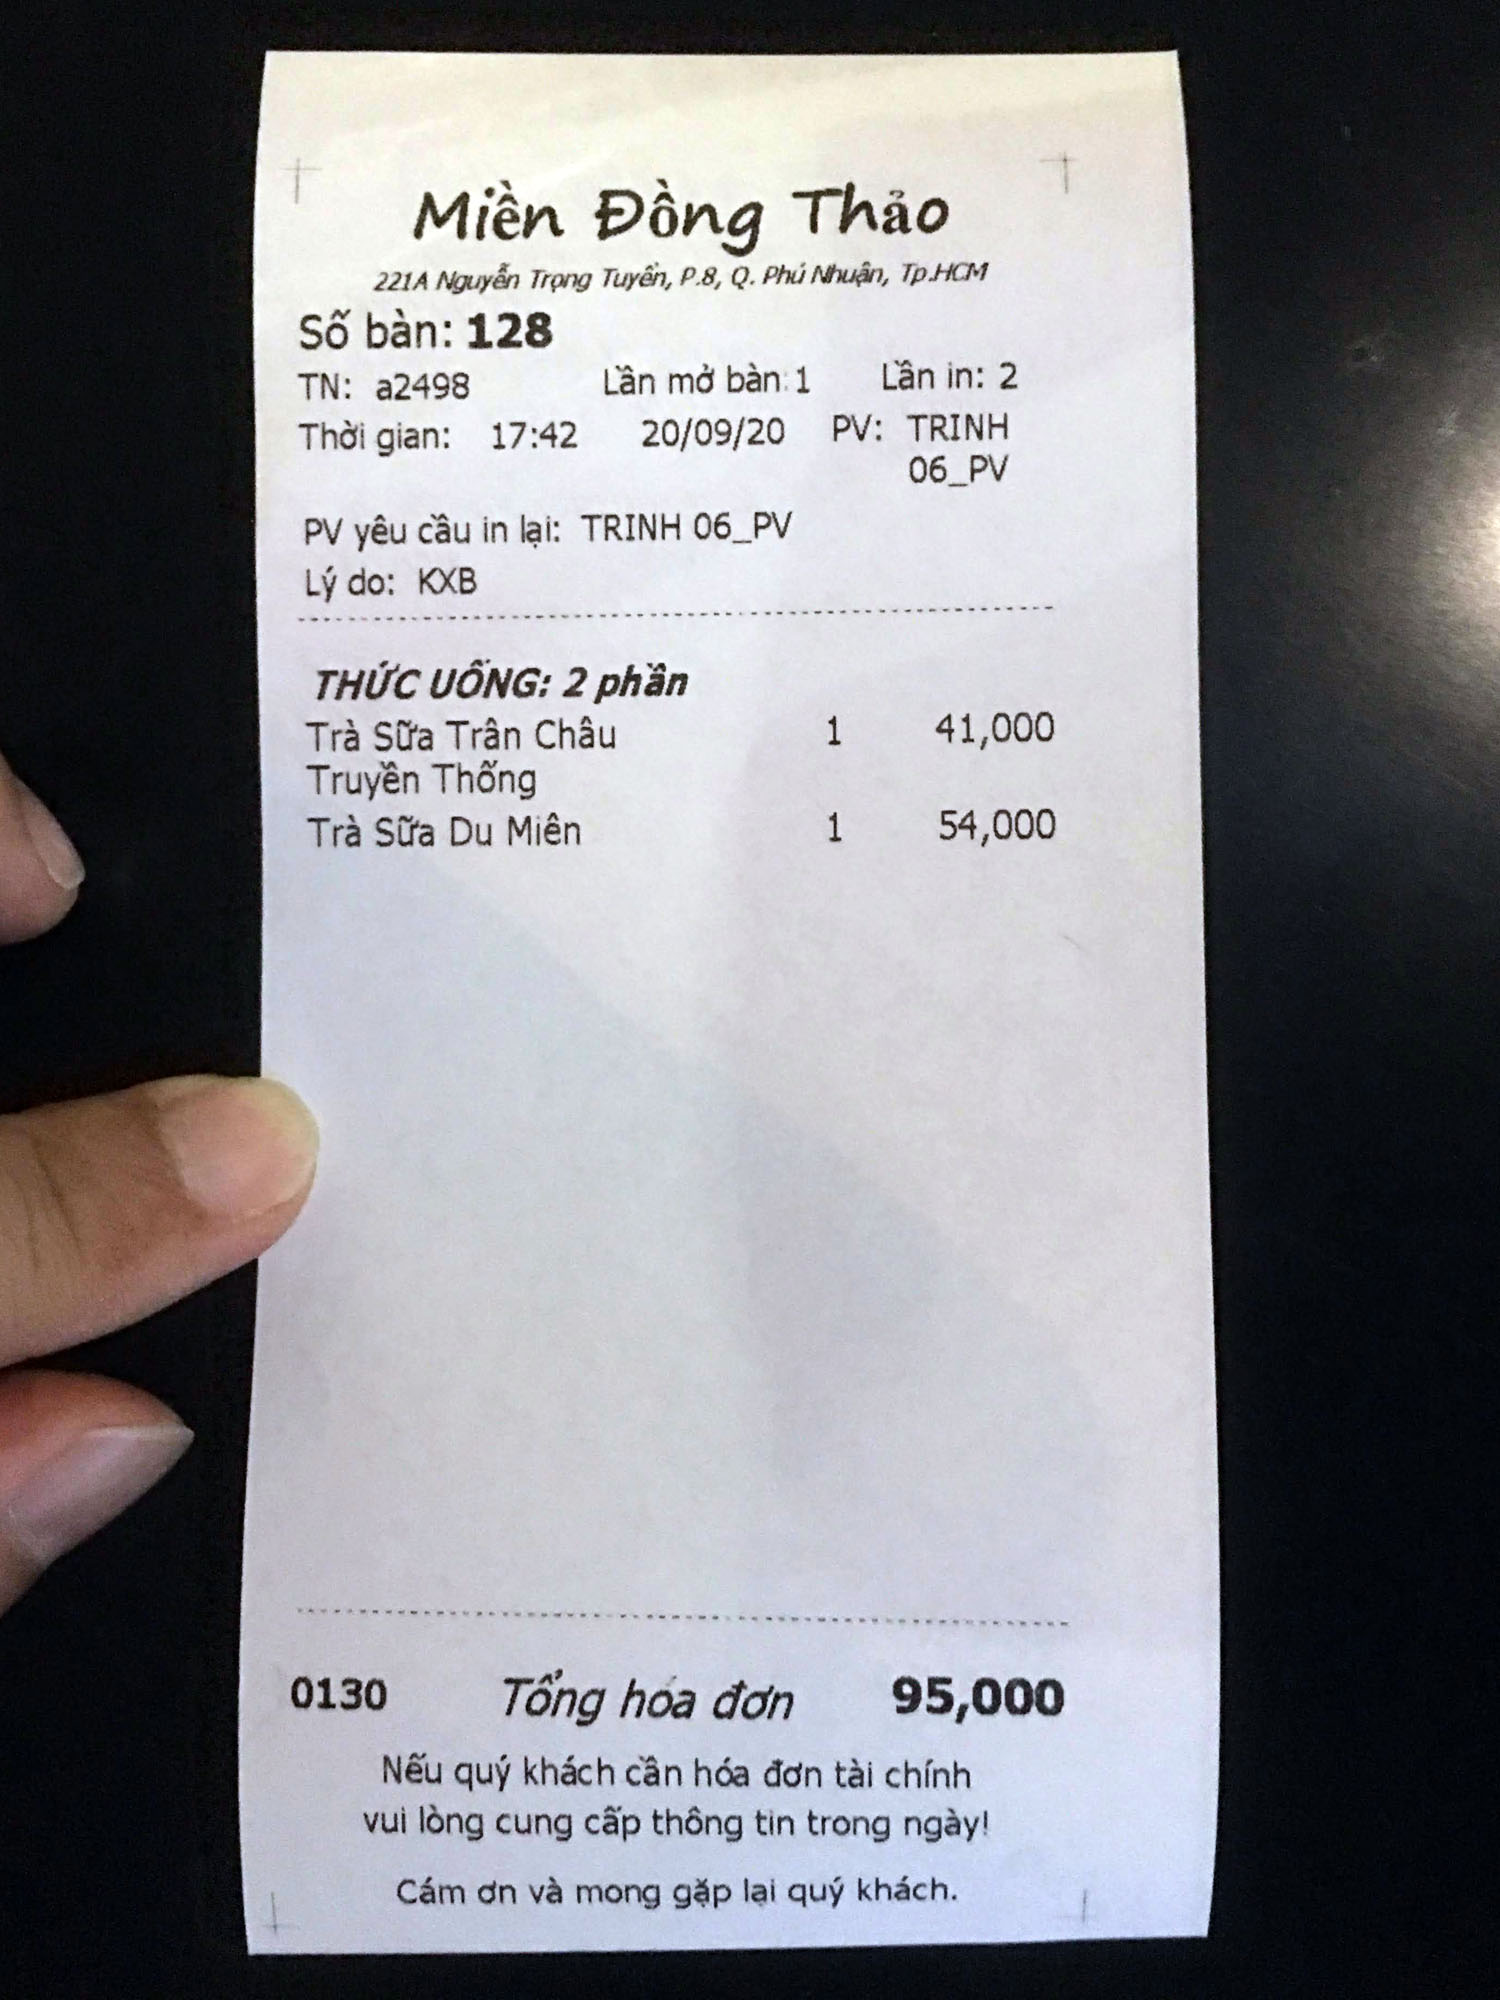 Miền Đồng Thảo
221A Nguyễn Trọng Tuyển, P.8, Q. Phú Nhuận, Tp.HCM
Số bàn: 128
TN: a2498 Lần mở bàn: 1 Lần in: 2
Thời gian: 17:42 20/09/20 PV: TRINH
06_PV
PV yêu cầu in lại: TRINH 06_PV
Lý do: KXB
THỨC UỐNG: 2 phần
Trà Sữa Trân Châu 1 41,000
Truyền Thống
Trà Sữa Du Miên 1 54,000
0130 Tổng hóa đơn 95,000
Nếu quý khách cần hóa đơn tài chính
vui lòng cung cấp thông tin trong ngày!
Cám ơn và mong gặp lại quý khách.